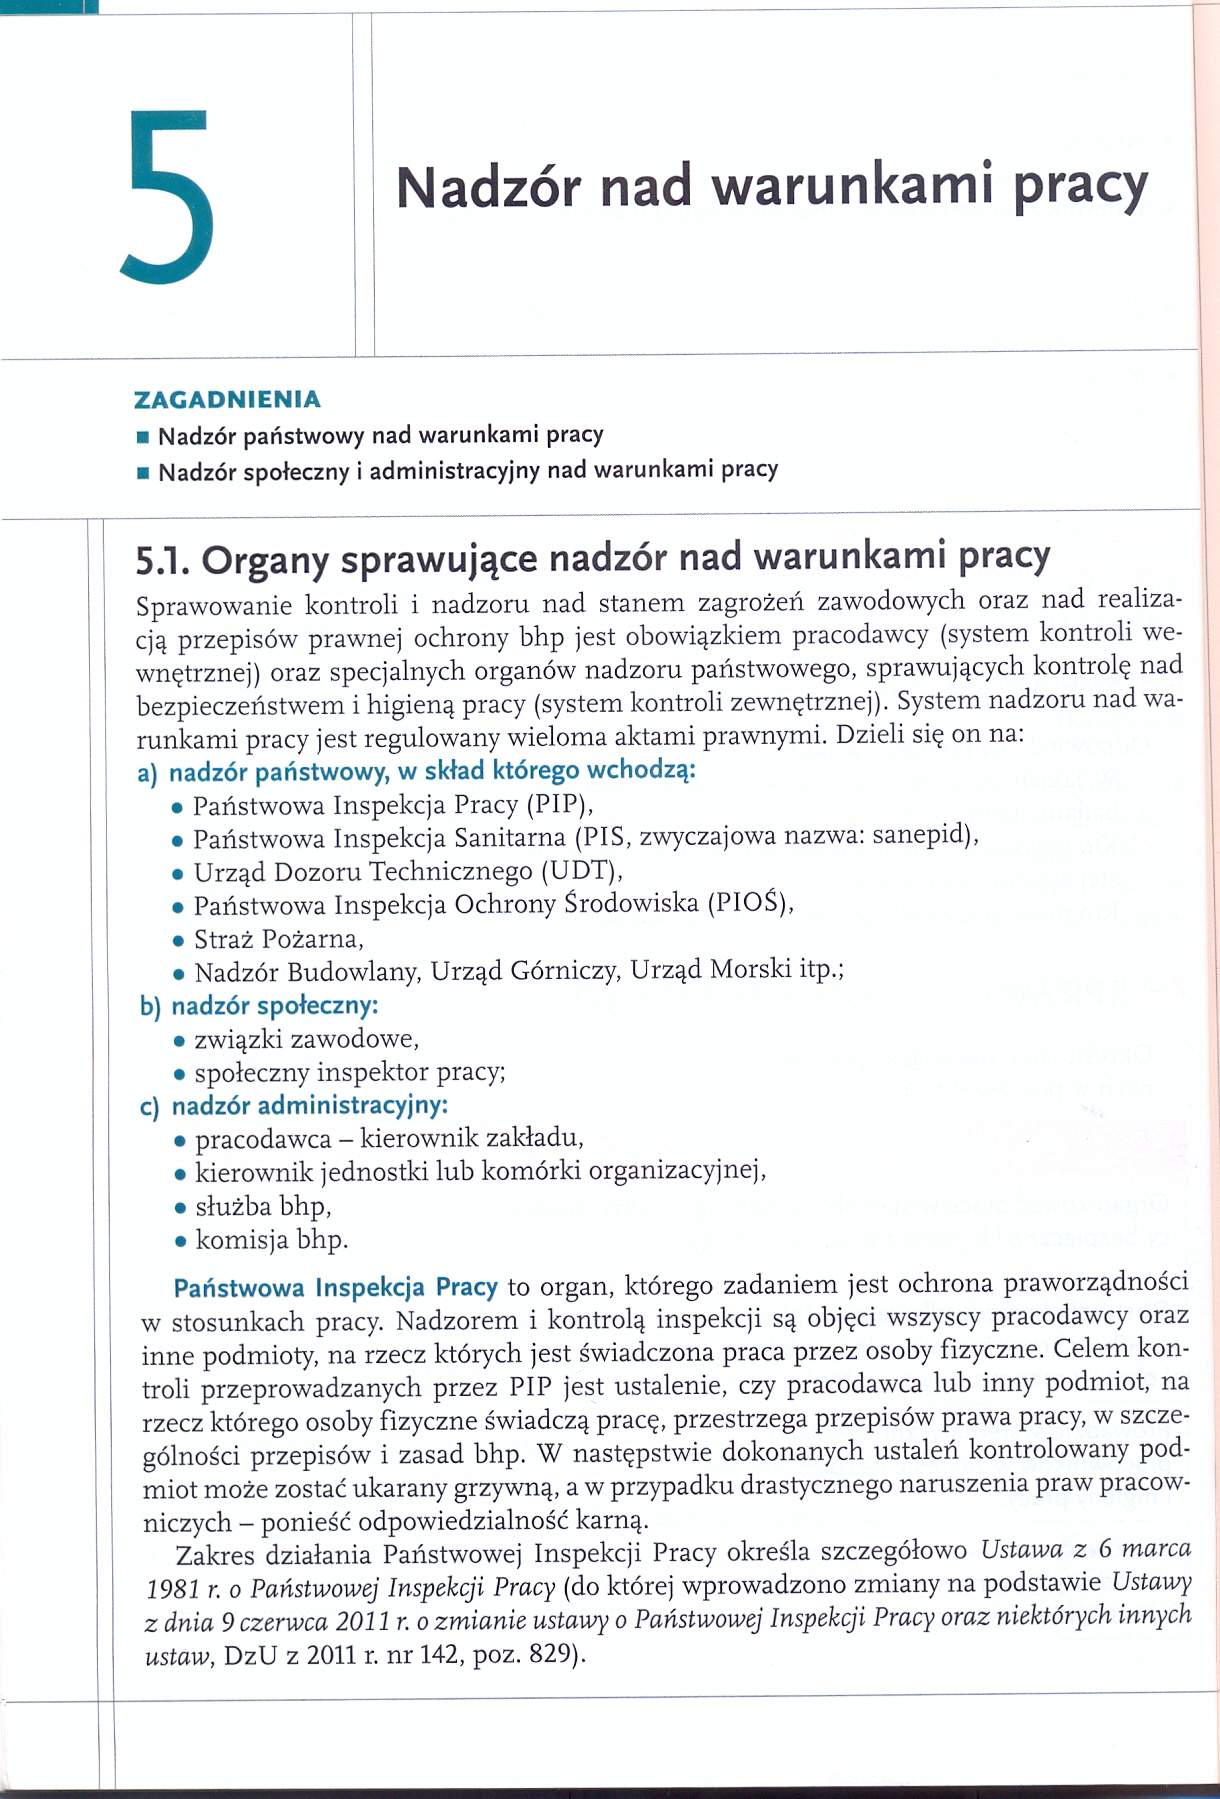 5
Nadzór nad warunkami pracy
ZAGADNIENIA
■ Nadzór państwowy nad warunkami pracy
■ Nadzór społeczny i administracyjny nad warunkami pracy
5.1. Organy sprawujące nadzór nad warunkami pracy
Sprawowanie kontroli i nadzoru nad stanem zagrożeń zawodowych oraz nad realiza-
cją przepisów prawnej ochrony bhp jest obowiązkiem pracodawcy (system kontroli we-
wnętrznej) oraz specjalnych organów nadzoru państwowego, sprawujących kontrolę nad
bezpieczeństwem i higieną pracy (system kontroli zewnętrznej). System nadzoru nad wa-
runkami pracy jest regulowany wieloma aktami prawnymi. Dzieli się on na:
a) nadzór państwowy, w skład którego wchodzą:
• Państwowa Inspekcja Pracy (PIP),
• Państwowa Inspekcja Sanitarna (PIS, zwyczajowa nazwa: sanepid),
• Urząd Dozoru Technicznego (UDT),
• Państwowa Inspekcja Ochrony Środowiska (PIOŚ),
• Straż Pożarna,
• Nadzór Budowlany, Urząd Górniczy, Urząd Morski itp.;
b) nadzór społeczny:
• związki zawodowe,
• społeczny inspektor pracy;
c) nadzór administracyjny:
• pracodawca – kierownik zakładu,
• kierownik jednostki lub komórki organizacyjnej,
• służba bhp,
• komisja bhp.
Państwowa Inspekcja Pracy to organ, którego zadaniem jest ochrona praworządności
w stosunkach pracy. Nadzorem i kontrolą inspekcji są objęci wszyscy pracodawcy oraz
inne podmioty, na rzecz których jest świadczona praca przez osoby fizyczne. Celem kon-
troli przeprowadzanych przez PIP jest ustalenie, czy pracodawca lub inny podmiot, na
rzecz którego osoby fizyczne świadczą pracę, przestrzega przepisów prawa pracy, w szcze-
gólności przepisów i zasad bhp. W następstwie dokonanych ustaleń kontrolowany pod-
miot może zostać ukarany grzywną, a w przypadku drastycznego naruszenia praw pracow-
niczych – ponieść odpowiedzialność karną.
Zakres działania Państwowej Inspekcji Pracy określa szczegółowo Ustawa z 6 marca
1981 r. o Państwowej Inspekcji Pracy (do której wprowadzono zmiany na podstawie Ustawy
z dnia 9 czerwca 2011 r. o zmianie ustawy o Państwowej Inspekcji Pracy oraz niektórych innych
ustaw, DzU z 2011 r. nr 142, poz. 829).